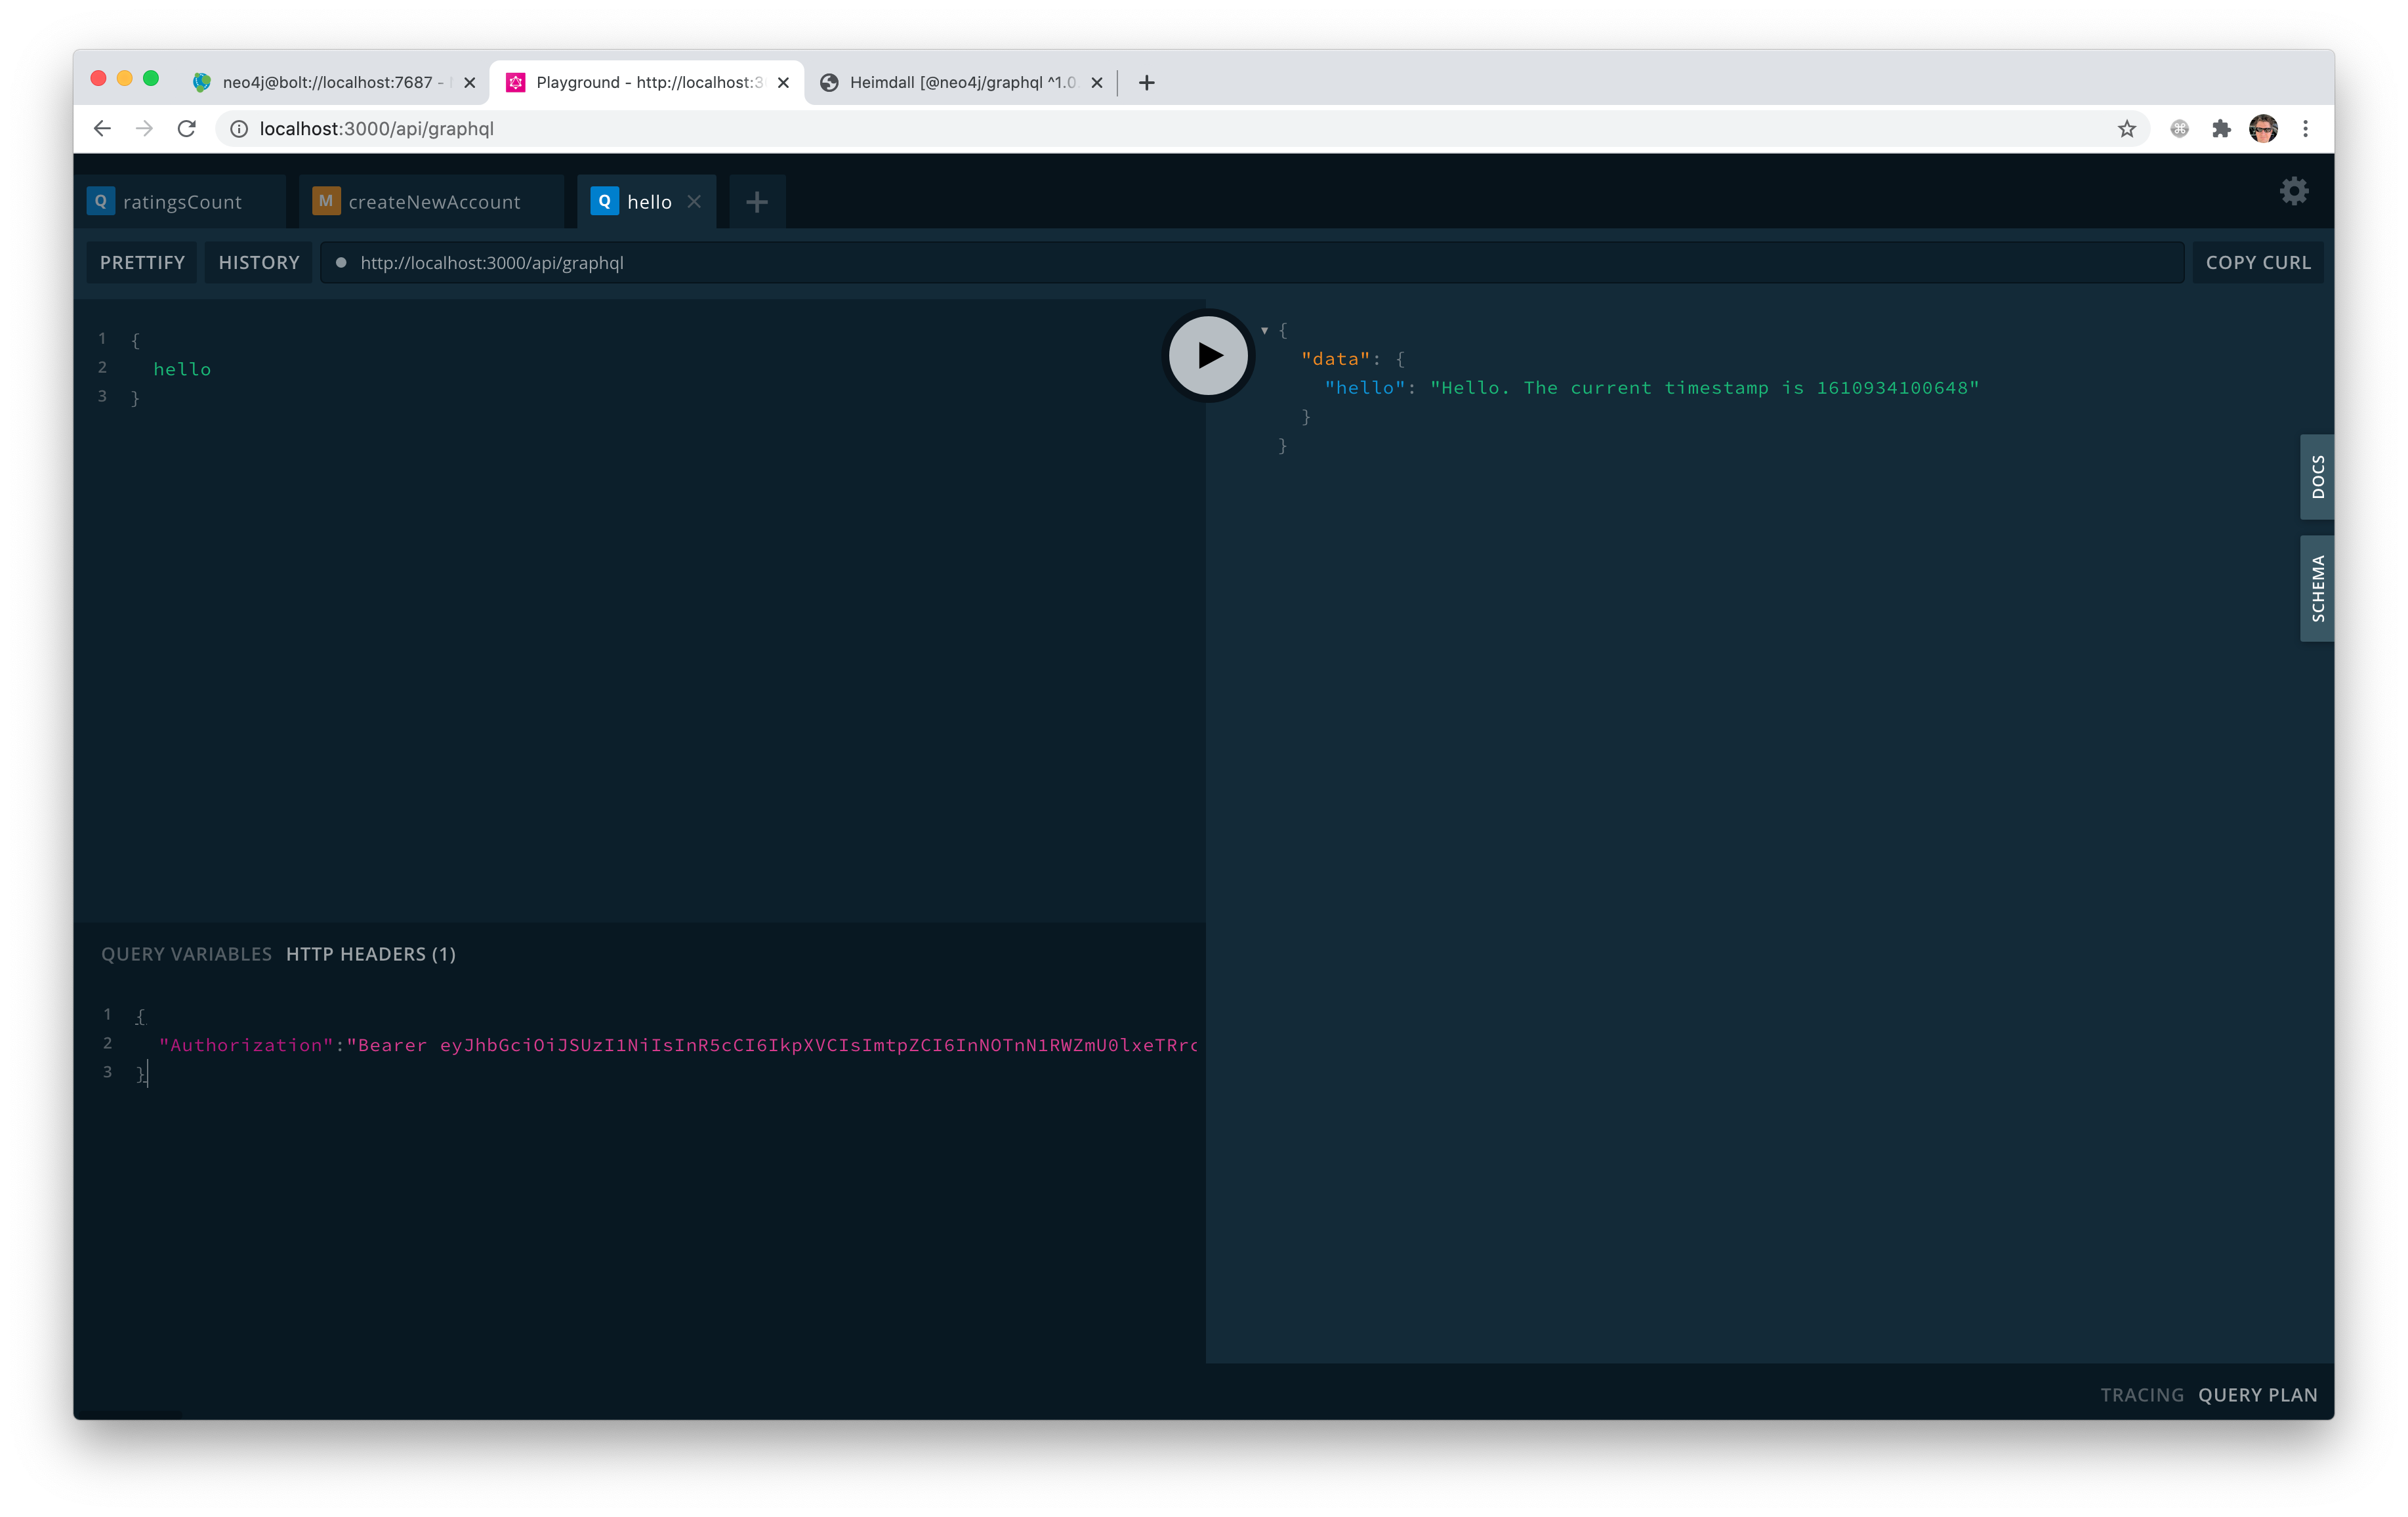 neo4j@bolt://localhost:7687 -
Playground - http://localhost:3
Heimdall [@neo4j/graphql ^1.0
localhost:3000/api/graphql
Q ratingsCount
M createNewAccount
Q hello
PRETTIFY
HISTORY
http://localhost:3000/api/graphql
COPY CURL
1 {
2 hello
3 }
{
"data": {
"hello": "Hello. The current timestamp is 1610934100648"
}
}
DOCS
SCHEMA
QUERY VARIABLES
HTTP HEADERS (1)
1 {
2 "Authorization":"Bearer eyJhbGciOiJSUzI1NiIsInR5cCI6IkpXVCIsImtpZCI6InNOTnN1RWZmU0lxeTRrc
3 }
TRACING
QUERY PLAN